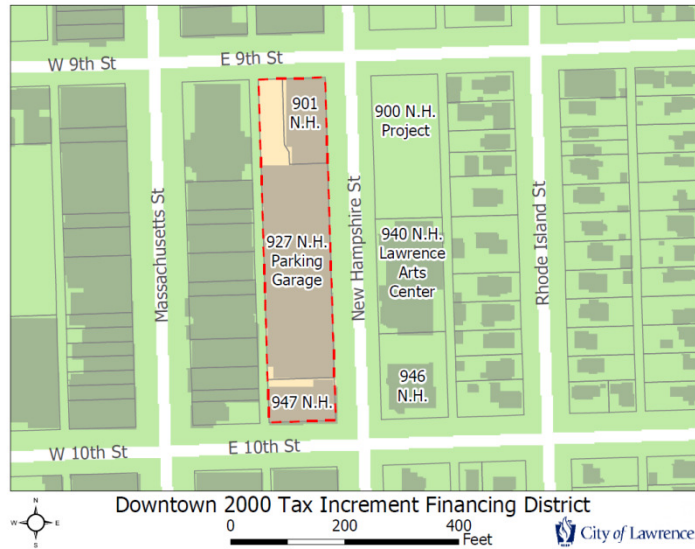 W 9th St
E 9th St
901
N.H.
900 N.H.
Project
927 N.H.
Parking
Garage
940 N.H.
Lawrence
Arts
Center
Massachusetts St
New Hampshire St
Rhode Island St
946
N.H.
947 N.H.
W 10th St
E 10th St
Downtown 2000 Tax Increment Financing District
N
W
E
S
0
200
400
Feet
City of Lawrence